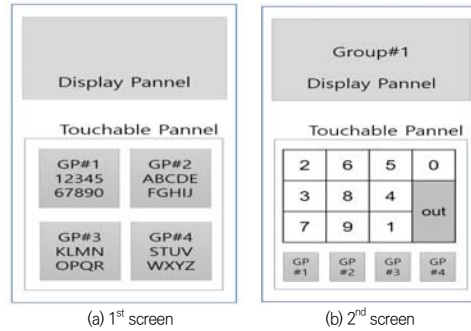 Display Pannel
Touchable Pannel
GP#1
12345
67890
GP#2
ABCDE
FGHIJ
GP#3
KLMN
OPQR
GP#4
STUV
WXYZ
(a) 1st screen
Group#1
Display Pannel
Touchable Pannel
2 6 5 0
3 8 4
out
7 9 1
GP #1
GP #2
GP #3
GP #4
(b) 2nd screen